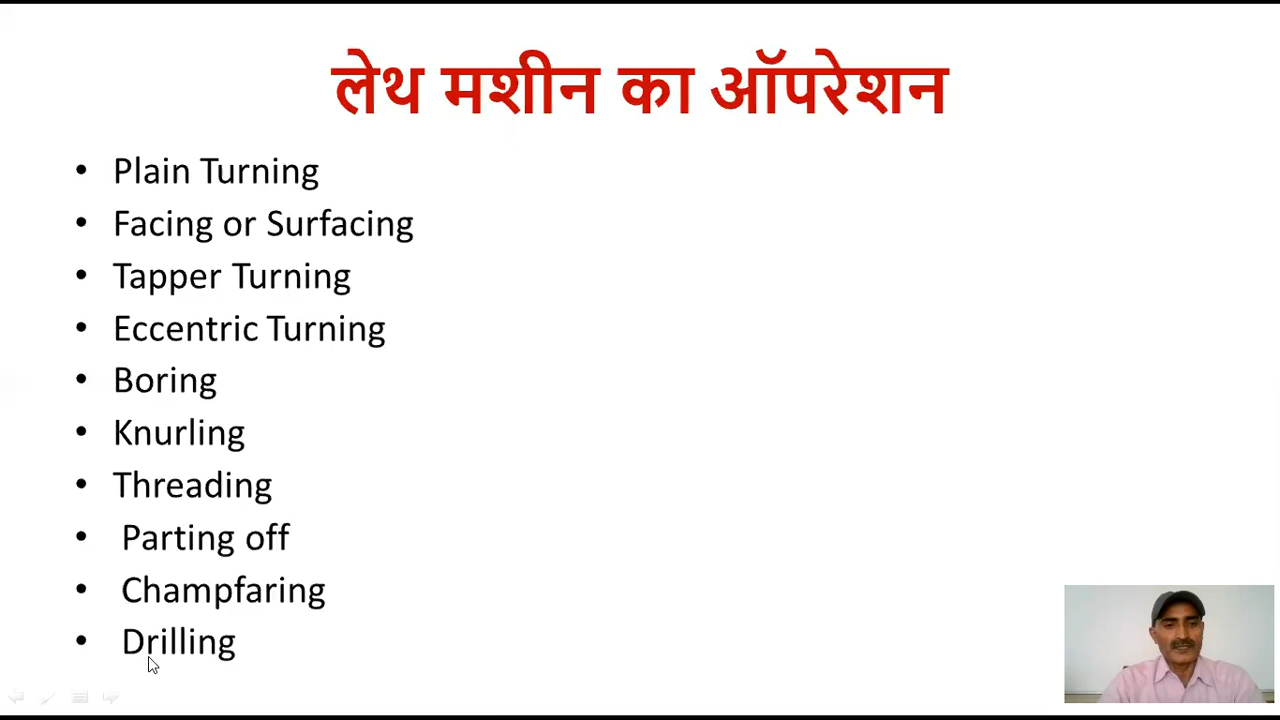 लेथ मशीन का ऑपरेशन
• Plain Turning
• Facing or Surfacing
• Tapper Turning
• Eccentric Turning
• Boring
• Knurling
• Threading
• Parting off
• Champfaring
• Drilling